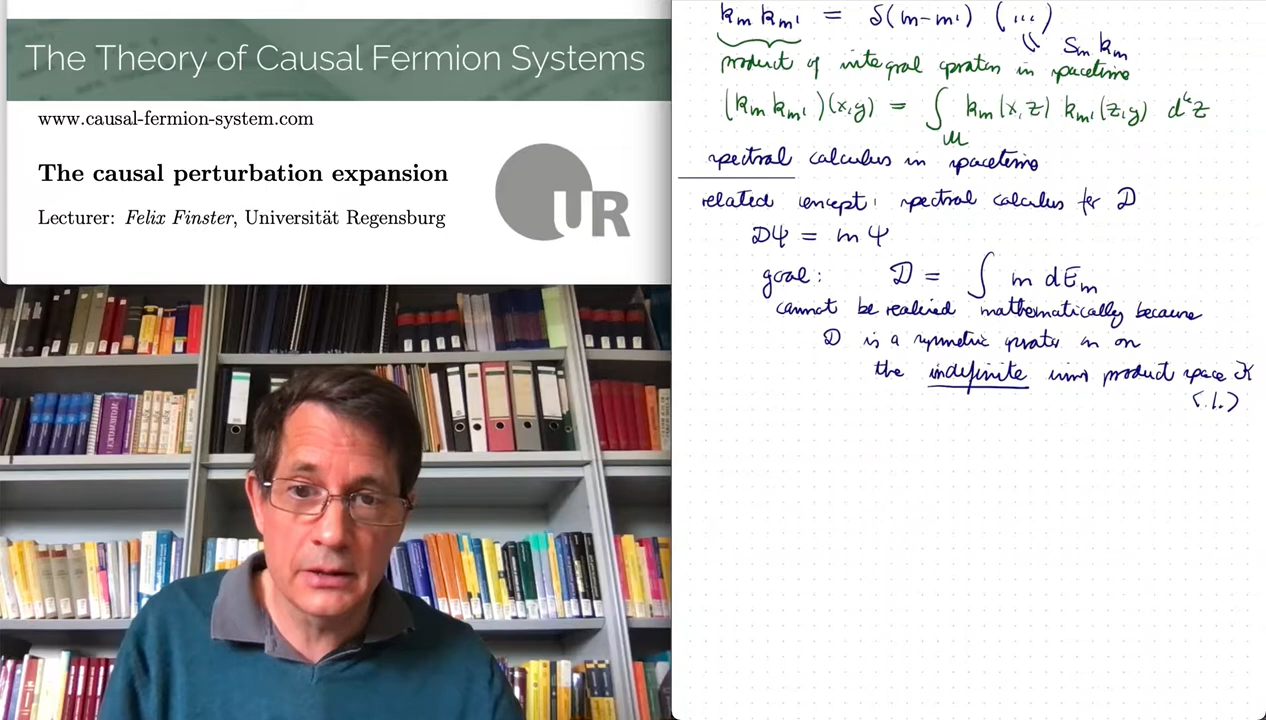 The Theory of Causal Fermion Systems
www.causal-fermion-system.com
The causal perturbation expansion
Lecturer: Felix Finster, Universität Regensburg
UR
k_m k_m' = δ(m-m') (...)
S_m k_m
product of integral operators in spacetime
(k_m k_m')(x,y) = ∫_M k_m(x,z) k_m'(z,y) d⁴z
spectral calculus in spacetime
related concept: spectral calculus for D
Dψ = mψ
goal: D = ∫ m dE_m
cannot be realized mathematically because
D is a symmetric operator on
the indefinite inner product space K
<.|.>